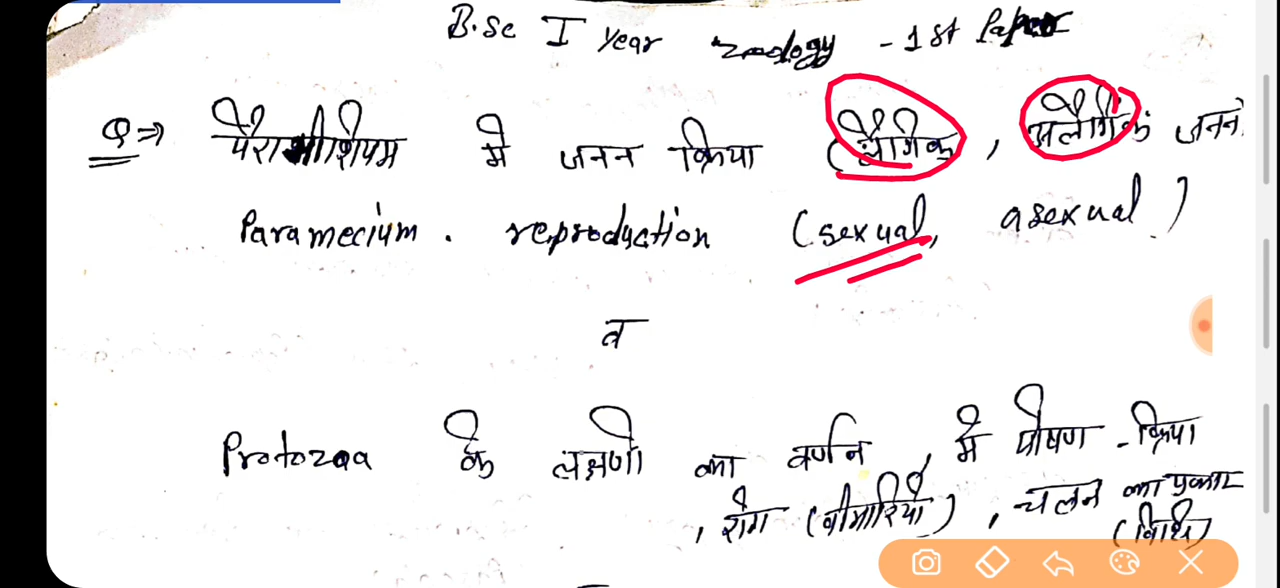 B.Sc I year zoology - 1st Paper
Q⇒ पैरामीशियम में जनन क्रिया (लैंगिक, अलैंगिक जनन
Paramecium. reproduction (sexual, asexual)
व
Protozoa के लक्षणों का वर्णन, में पोषण - क्रिया
, रोग (बीमारियाँ), चलन का प्रकार
(विधि)